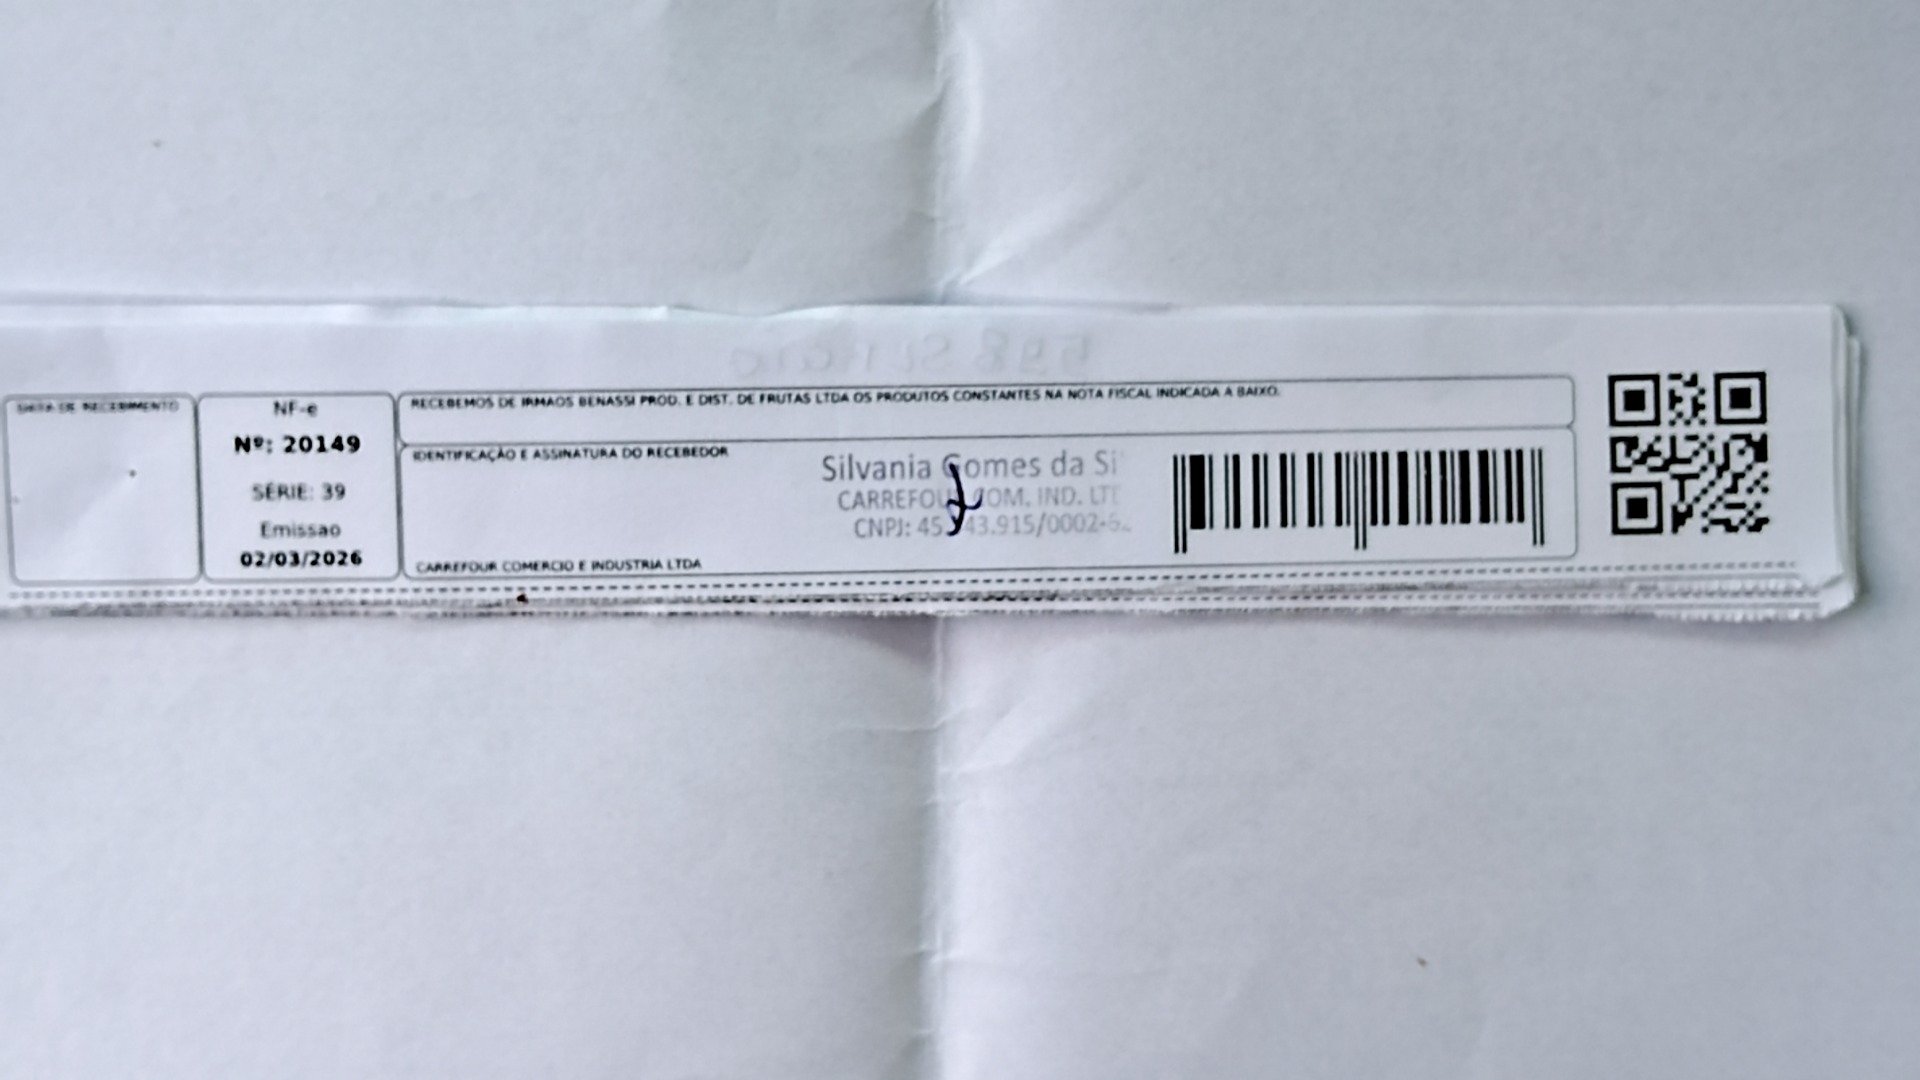 DATA DE RECEBIMENTO
NF-e
Nº: 20149
SÉRIE: 39
Emissao
02/03/2026
RECEBEMOS DE IRMAOS BENASSI PROD. E DIST. DE FRUTAS LTDA OS PRODUTOS CONSTANTES NA NOTA FISCAL INDICADA A BAIXO.
IDENTIFICAÇÃO E ASSINATURA DO RECEBEDOR
Silvania Gomes da
CARREFOUR COM. IND.
CNPJ:
CARREFOUR COMERCIO E INDUSTRIA LTDA